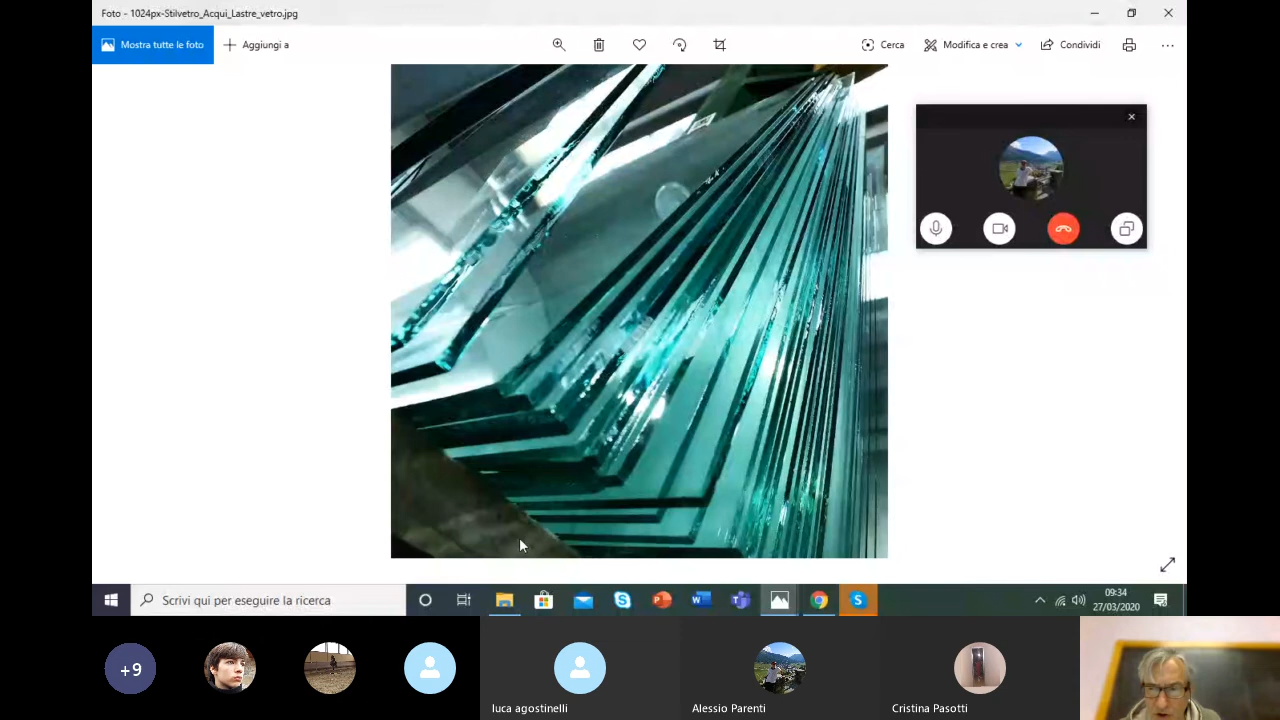 Foto - 1024px-Stilvetro_Acqui_Lastre_vetro.jpg
Mostra tutte le foto
Aggiungi a
Cerca
Modifica e crea
Condividi
Scrivi qui per eseguire la ricerca
09:34
27/03/2020
+9
luca agostinelli
Alessio Parenti
Cristina Pasotti